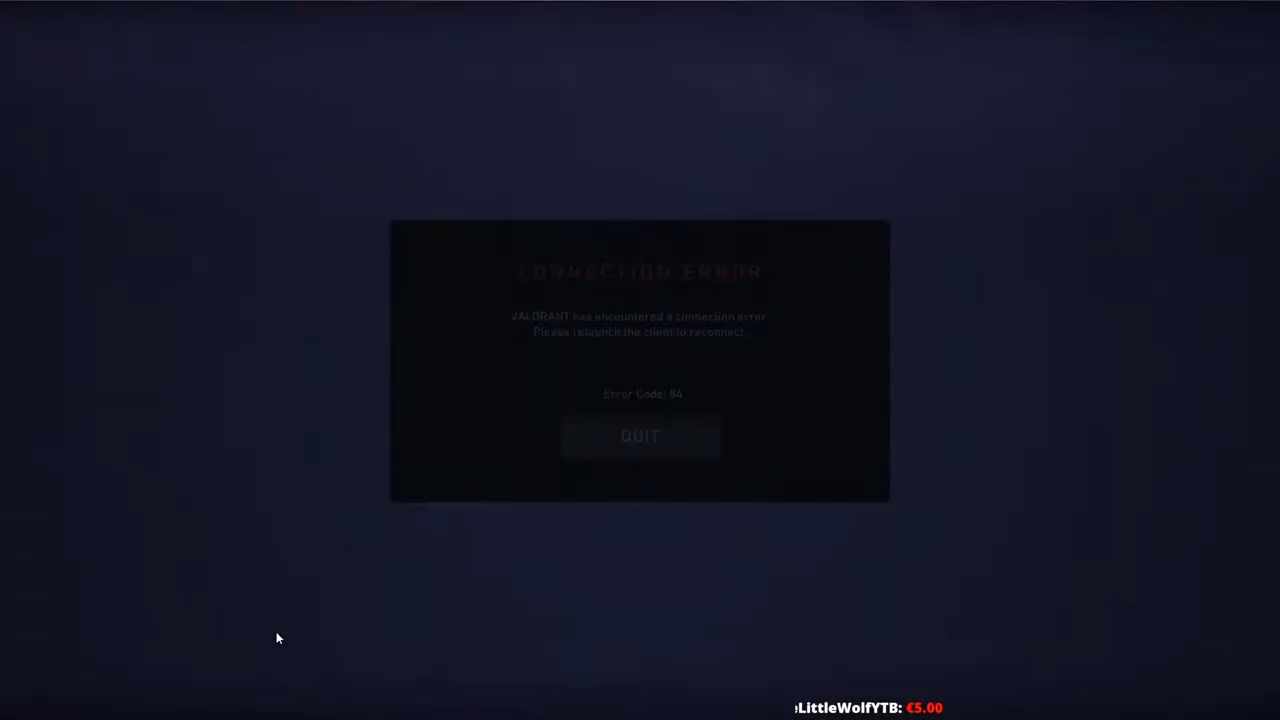 CONNECTION ERROR
VALORANT has encountered a connection error
Please relaunch the client to reconnect.
Error Code: 84
QUIT
LittleWolfYTB: €5.00